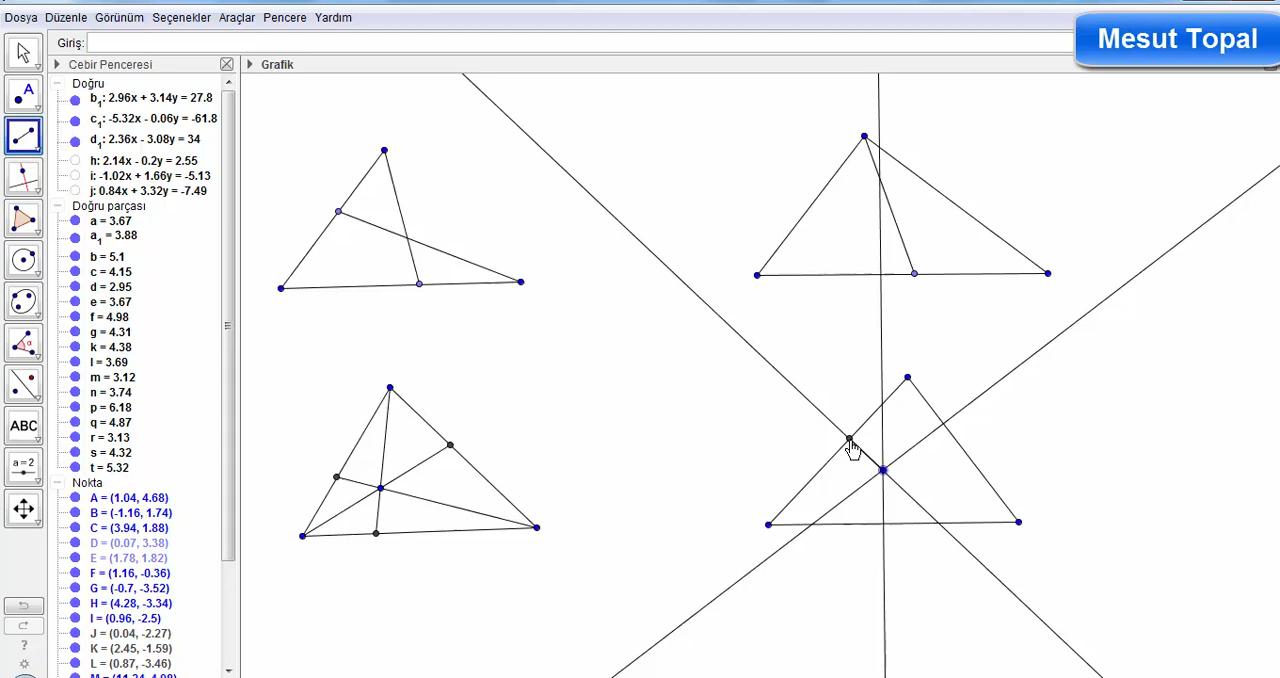 Dosya Düzenle Görünüm Seçenekler Araçlar Pencere Yardım
Mesut Topal
Giriş:
Cebir Penceresi
Grafik
Doğru
b1: 2.96x + 3.14y = 27.8
c1: -5.32x - 0.06y = -61.8
d1: 2.36x - 3.08y = 34
h: 2.14x - 0.2y = 2.55
i: -1.02x + 1.66y = -5.13
j: 0.84x + 3.32y = -7.49
Doğru parçası
a = 3.67
a1 = 3.88
b = 5.1
c = 4.15
d = 2.95
e = 3.67
f = 4.98
g = 4.31
k = 4.38
l = 3.69
m = 3.12
n = 3.74
p = 6.18
q = 4.87
r = 3.13
s = 4.32
t = 5.32
Nokta
A = (1.04, 4.68)
B = (-1.16, 1.74)
C = (3.94, 1.88)
D = (0.07, 3.38)
E = (1.78, 1.82)
F = (1.16, -0.36)
G = (-0.7, -3.52)
H = (4.28, -3.34)
I = (0.96, -2.5)
J = (0.04, -2.27)
K = (2.45, -1.59)
L = (0.87, -3.46)
A
α
ABC
a=2
?